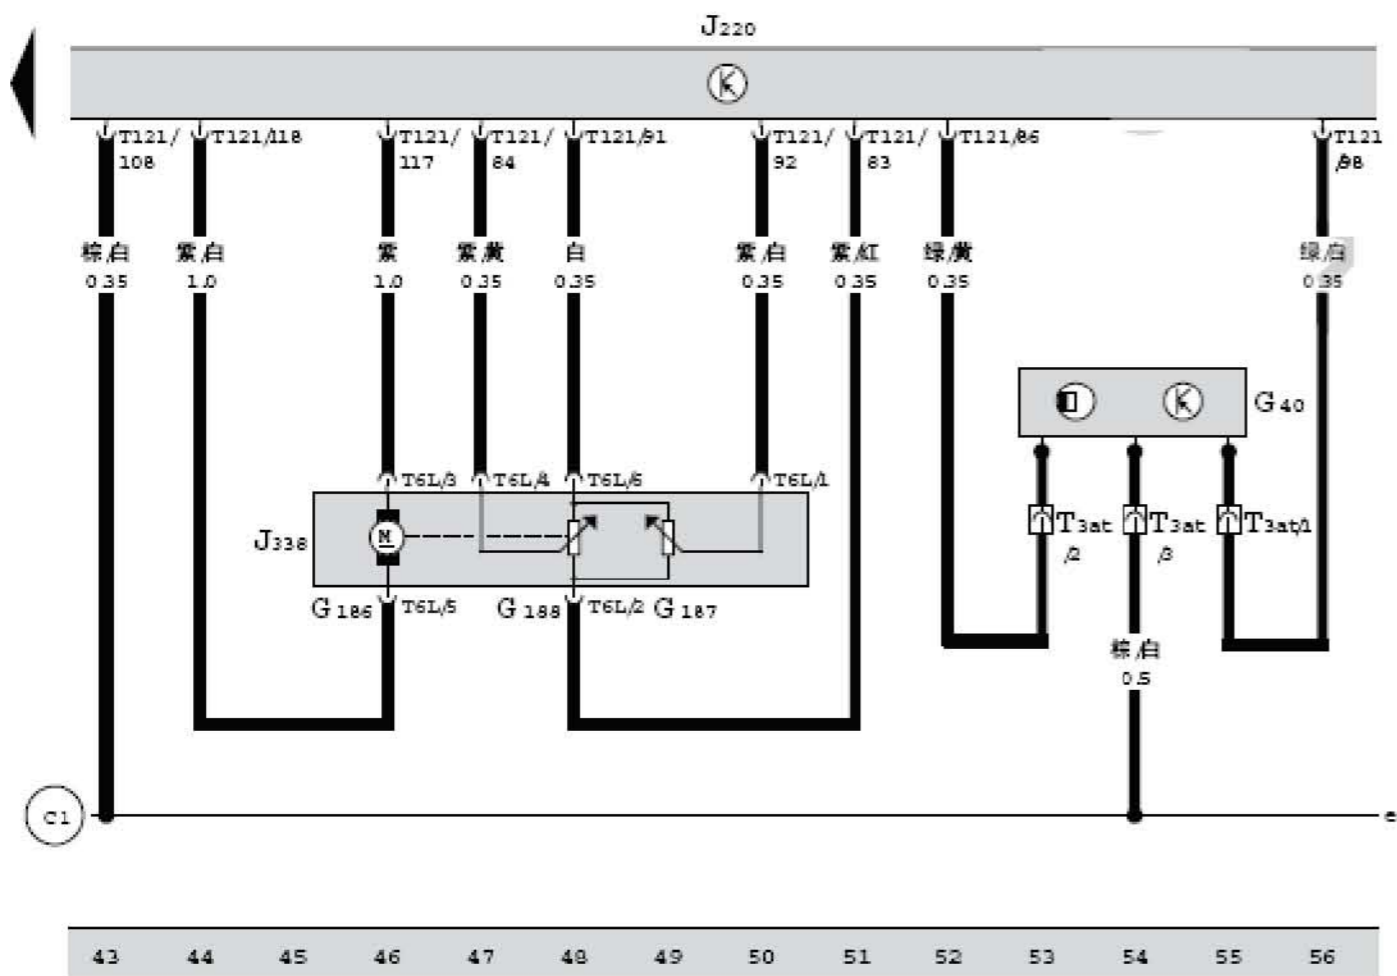 J220
T121/ T121/118 T121/ T121/ T121/91 T121/ T121/ T121/86 T121
108 117 84 92 83 /98
棕/白 紫/白 紫 紫/黄 白 紫/白 紫/红 绿/黄 绿/白
0.35 1.0 1.0 0.35 0.35 0.35 0.35 0.35 0.35
G40
T6L/3 T6L/4 T6L/6 T6L/1
T3at T3at T3at/1
/2 /3
J338 M
G186 T6L/5 G188 T6L/2 G187
棕/白
0.5
C1 e
43 44 45 46 47 48 49 50 51 52 53 54 55 56